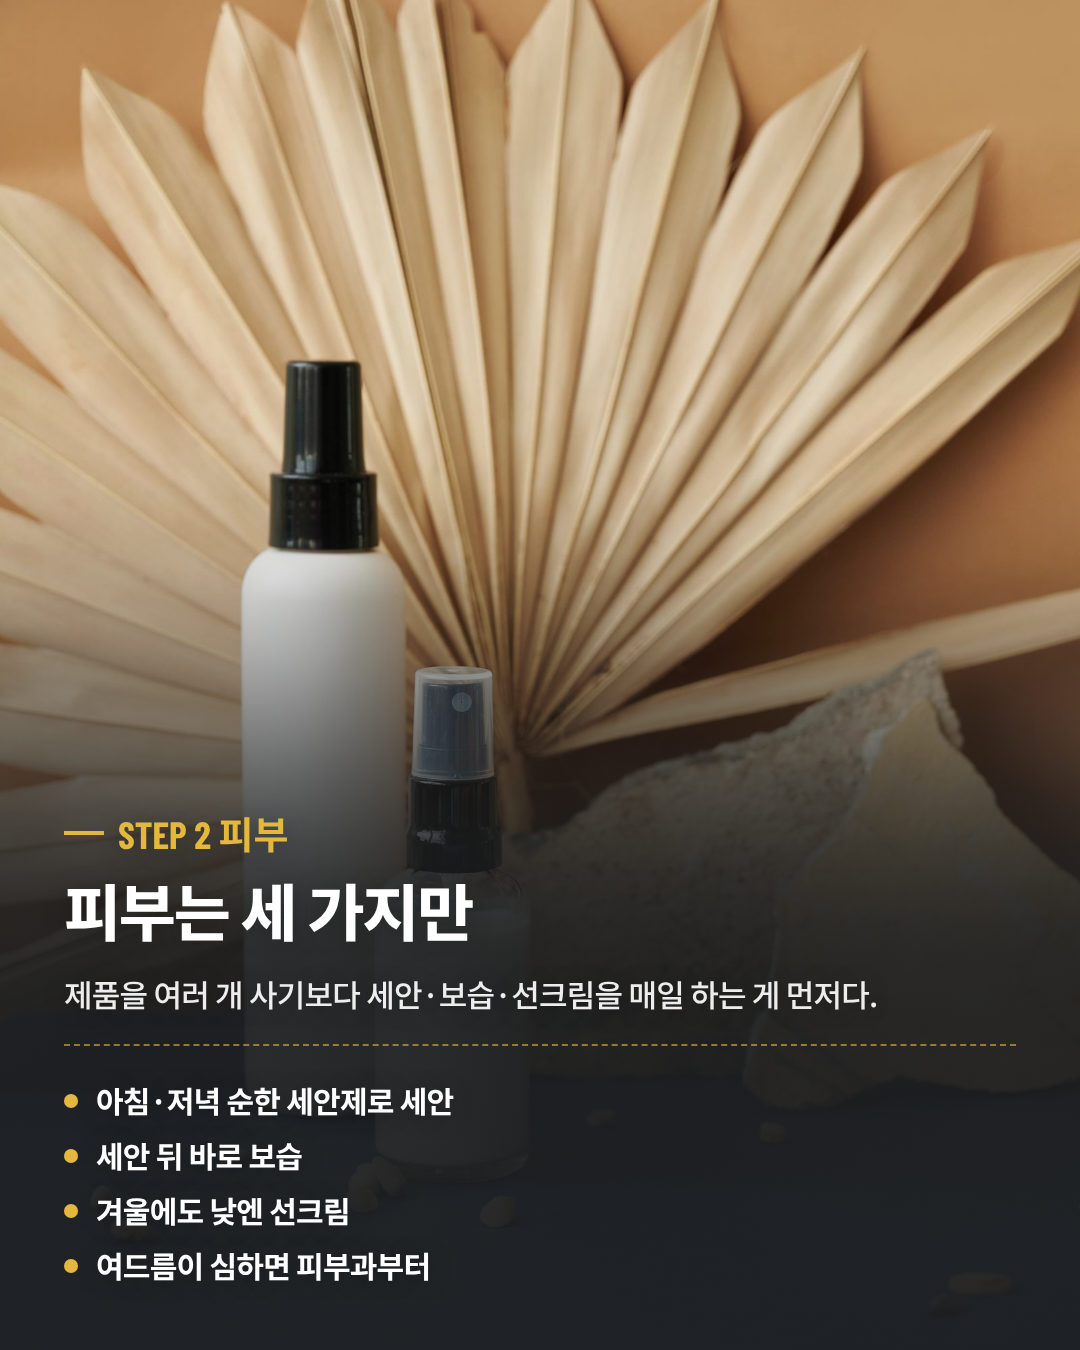 STEP 2 피부
피부는 세 가지만
제품을 여러 개 사기보다 세안·보습·선크림을 매일 하는 게 먼저다.
아침·저녁 순한 세안제로 세안
세안 뒤 바로 보습
겨울에도 낮엔 선크림
여드름이 심하면 피부과부터